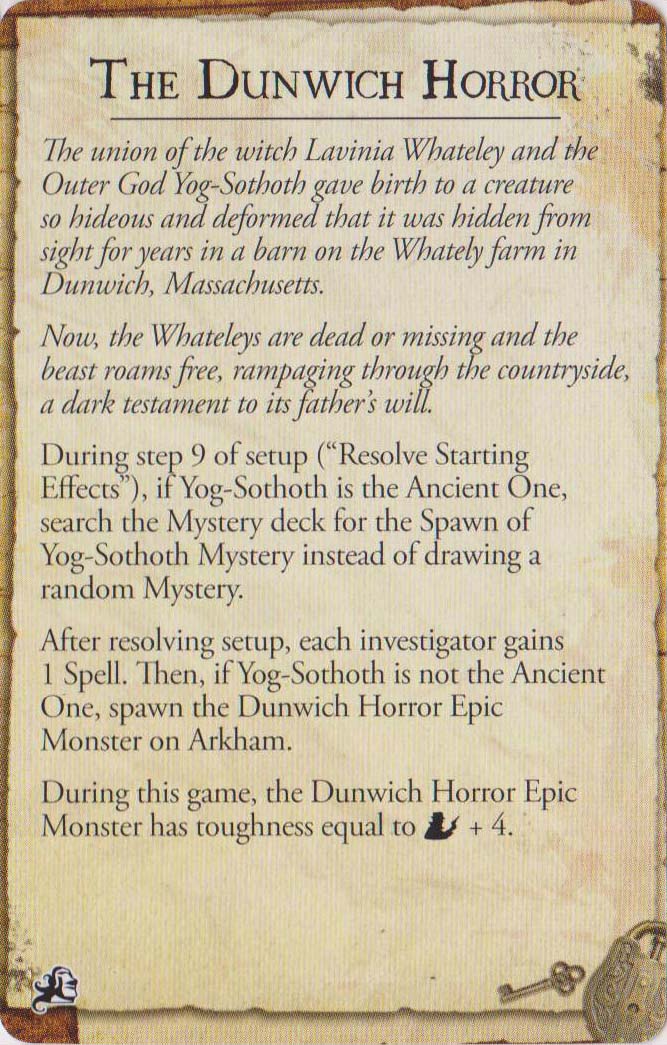 The Dunwich Horror
The union of the witch Lavinia Whateley and the
Outer God Yog-Sothoth gave birth to a creature
so hideous and deformed that it was hidden from
sight for years in a barn on the Whately farm in
Dunwich, Massachusetts.
Now, the Whateleys are dead or missing and the
beast roams free, rampaging through the countryside,
a dark testament to its father's will.
During step 9 of setup (“Resolve Starting
Effects”), if Yog-Sothoth is the Ancient One,
search the Mystery deck for the Spawn of
Yog-Sothoth Mystery instead of drawing a
random Mystery.
After resolving setup, each investigator gains
1 Spell. Then, if Yog-Sothoth is not the Ancient
One, spawn the Dunwich Horror Epic
Monster on Arkham.
During this game, the Dunwich Horror Epic
Monster has toughness equal to + 4.